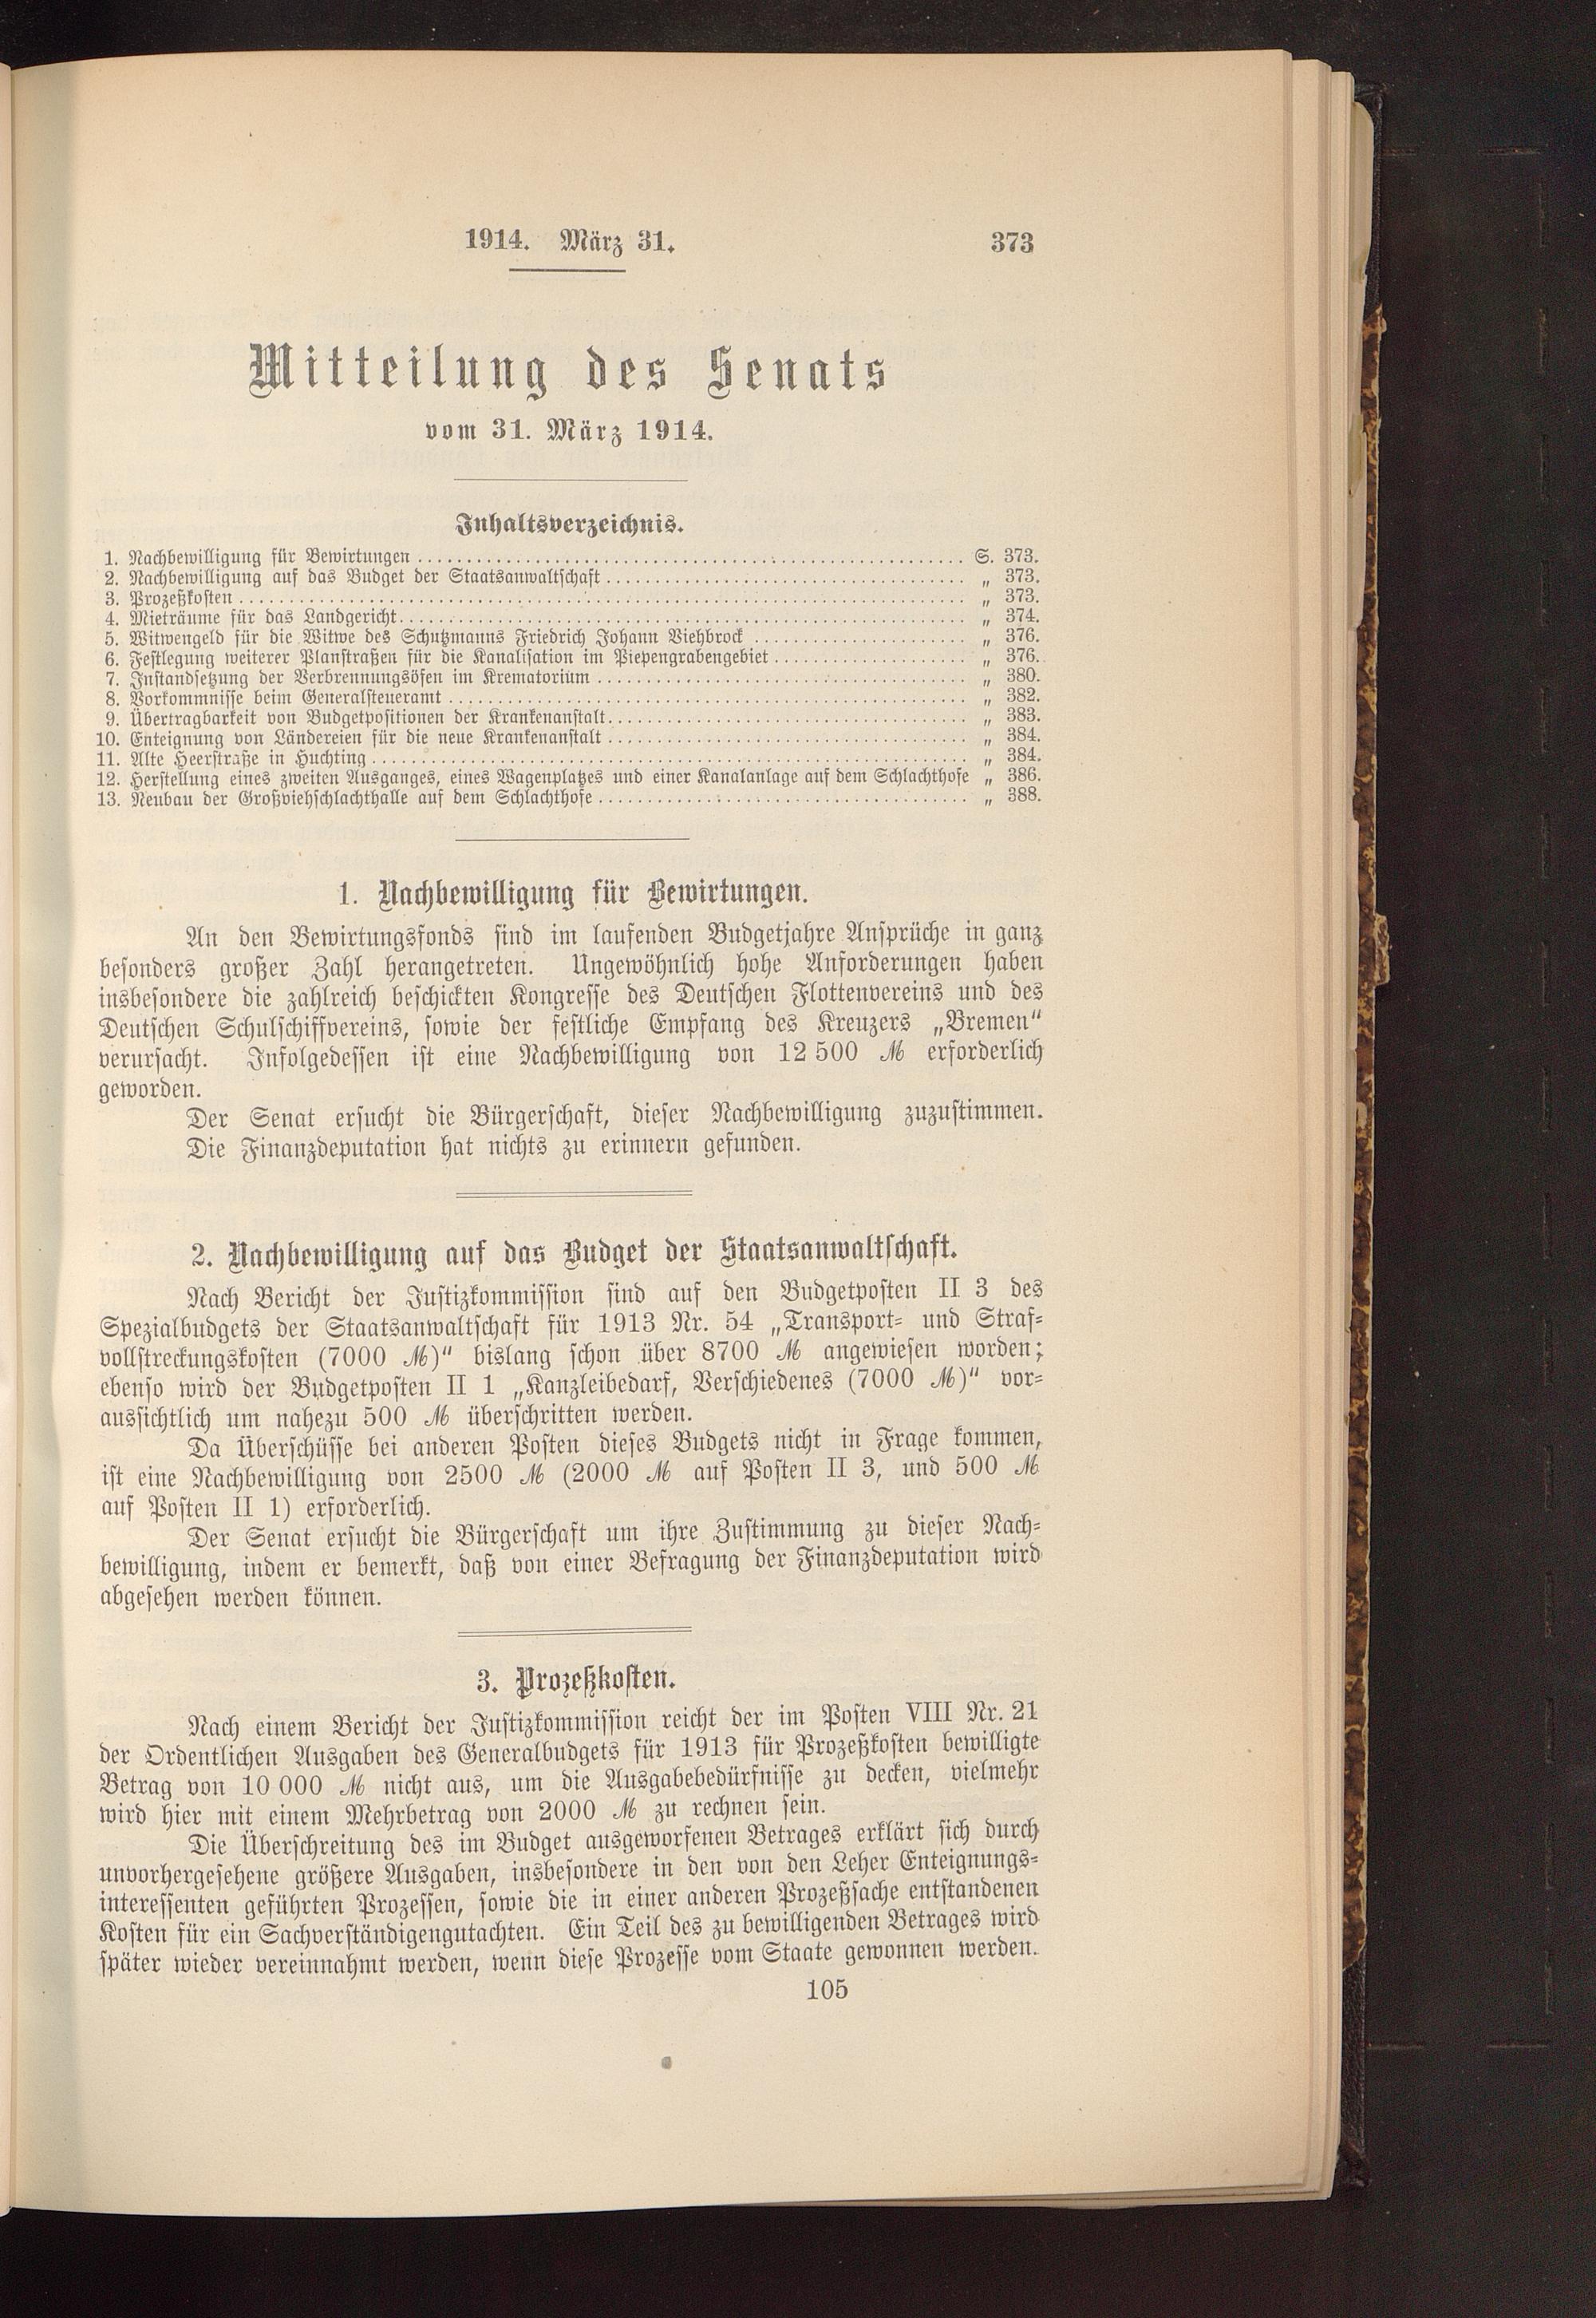 1914. März 31.
373
Mitteilung des Senats
vom 31. März 1914.
Inhaltsverzeichnis.
1. Nachbewilligung für Bewirtungen ........ S. 373.
2. Nachbewilligung auf das Budget der Staatsanwaltschaft ........ „ 373.
3. Prozeßkosten ........ „ 373.
4. Mieträume für das Landgericht ........ „ 374.
5. Witwengeld für die Witwe des Schutzmanns Friedrich Johann Viehbrock ........ „ 376.
6. Festlegung weiterer Planstraßen für die Kanalisation im Piepengrabengebiet ........ „ 376.
7. Instandsetzung der Verbrennungsöfen im Krematorium ........ „ 380.
8. Vorkommnisse beim Generalsteueramt ........ „ 382.
9. Übertragbarkeit von Budgetpositionen der Krankenanstalt ........ „ 383.
10. Enteignung von Ländereien für die neue Krankenanstalt ........ „ 384.
11. Alte Heerstraße in Huchting ........ „ 384.
12. Herstellung eines zweiten Ausganges, eines Wagenplatzes und einer Kanalanlage auf dem Schlachthofe „ 386.
13. Neubau der Großviehschlachthalle auf dem Schlachthofe ........ „ 388.
1. Nachbewilligung für Bewirtungen.
An den Bewirtungsfonds sind im laufenden Budgetjahre Ansprüche in ganz
besonders großer Zahl herangetreten. Ungewöhnlich hohe Anforderungen haben
insbesondere die zahlreich beschickten Kongresse des Deutschen Flottenvereins und des
Deutschen Schulschiffvereins, sowie der festliche Empfang des Kreuzers „Bremen“
verursacht. Infolgedessen ist eine Nachbewilligung von 12 500 ℳ erforderlich
geworden.
Der Senat ersucht die Bürgerschaft, dieser Nachbewilligung zuzustimmen.
Die Finanzdeputation hat nichts zu erinnern gefunden.
2. Nachbewilligung auf das Budget der Staatsanwaltschaft.
Nach Bericht der Justizkommission sind auf den Budgetposten II 3 des
Spezialbudgets der Staatsanwaltschaft für 1913 Nr. 54 „Transport- und Straf-
vollstreckungskosten (7000 ℳ)“ bislang schon über 8700 ℳ angewiesen worden;
ebenso wird der Budgetposten II 1 „Kanzleibedarf, Verschiedenes (7000 ℳ)“ vor-
aussichtlich um nahezu 500 ℳ überschritten werden.
Da Überschüsse bei anderen Posten dieses Budgets nicht in Frage kommen,
ist eine Nachbewilligung von 2500 ℳ (2000 ℳ auf Posten II 3, und 500 ℳ
auf Posten II 1) erforderlich.
Der Senat ersucht die Bürgerschaft um ihre Zustimmung zu dieser Nach-
bewilligung, indem er bemerkt, daß von einer Befragung der Finanzdeputation wird
abgesehen werden können.
3. Prozeßkosten.
Nach einem Bericht der Justizkommission reicht der im Posten VIII Nr. 21
der Ordentlichen Ausgaben des Generalbudgets für 1913 für Prozeßkosten bewilligte
Betrag von 10 000 ℳ nicht aus, um die Ausgabebedürfnisse zu decken, vielmehr
wird hier mit einem Mehrbetrag von 2000 ℳ zu rechnen sein.
Die Überschreitung des im Budget ausgeworfenen Betrages erklärt sich durch
unvorhergesehene größere Ausgaben, insbesondere in den von den Leher Enteignungs-
interessenten geführten Prozessen, sowie die in einer anderen Prozeßsache entstandenen
Kosten für ein Sachverständigengutachten. Ein Teil des zu bewilligenden Betrages wird
später wieder vereinnahmt werden, wenn diese Prozesse vom Staate gewonnen werden.
105